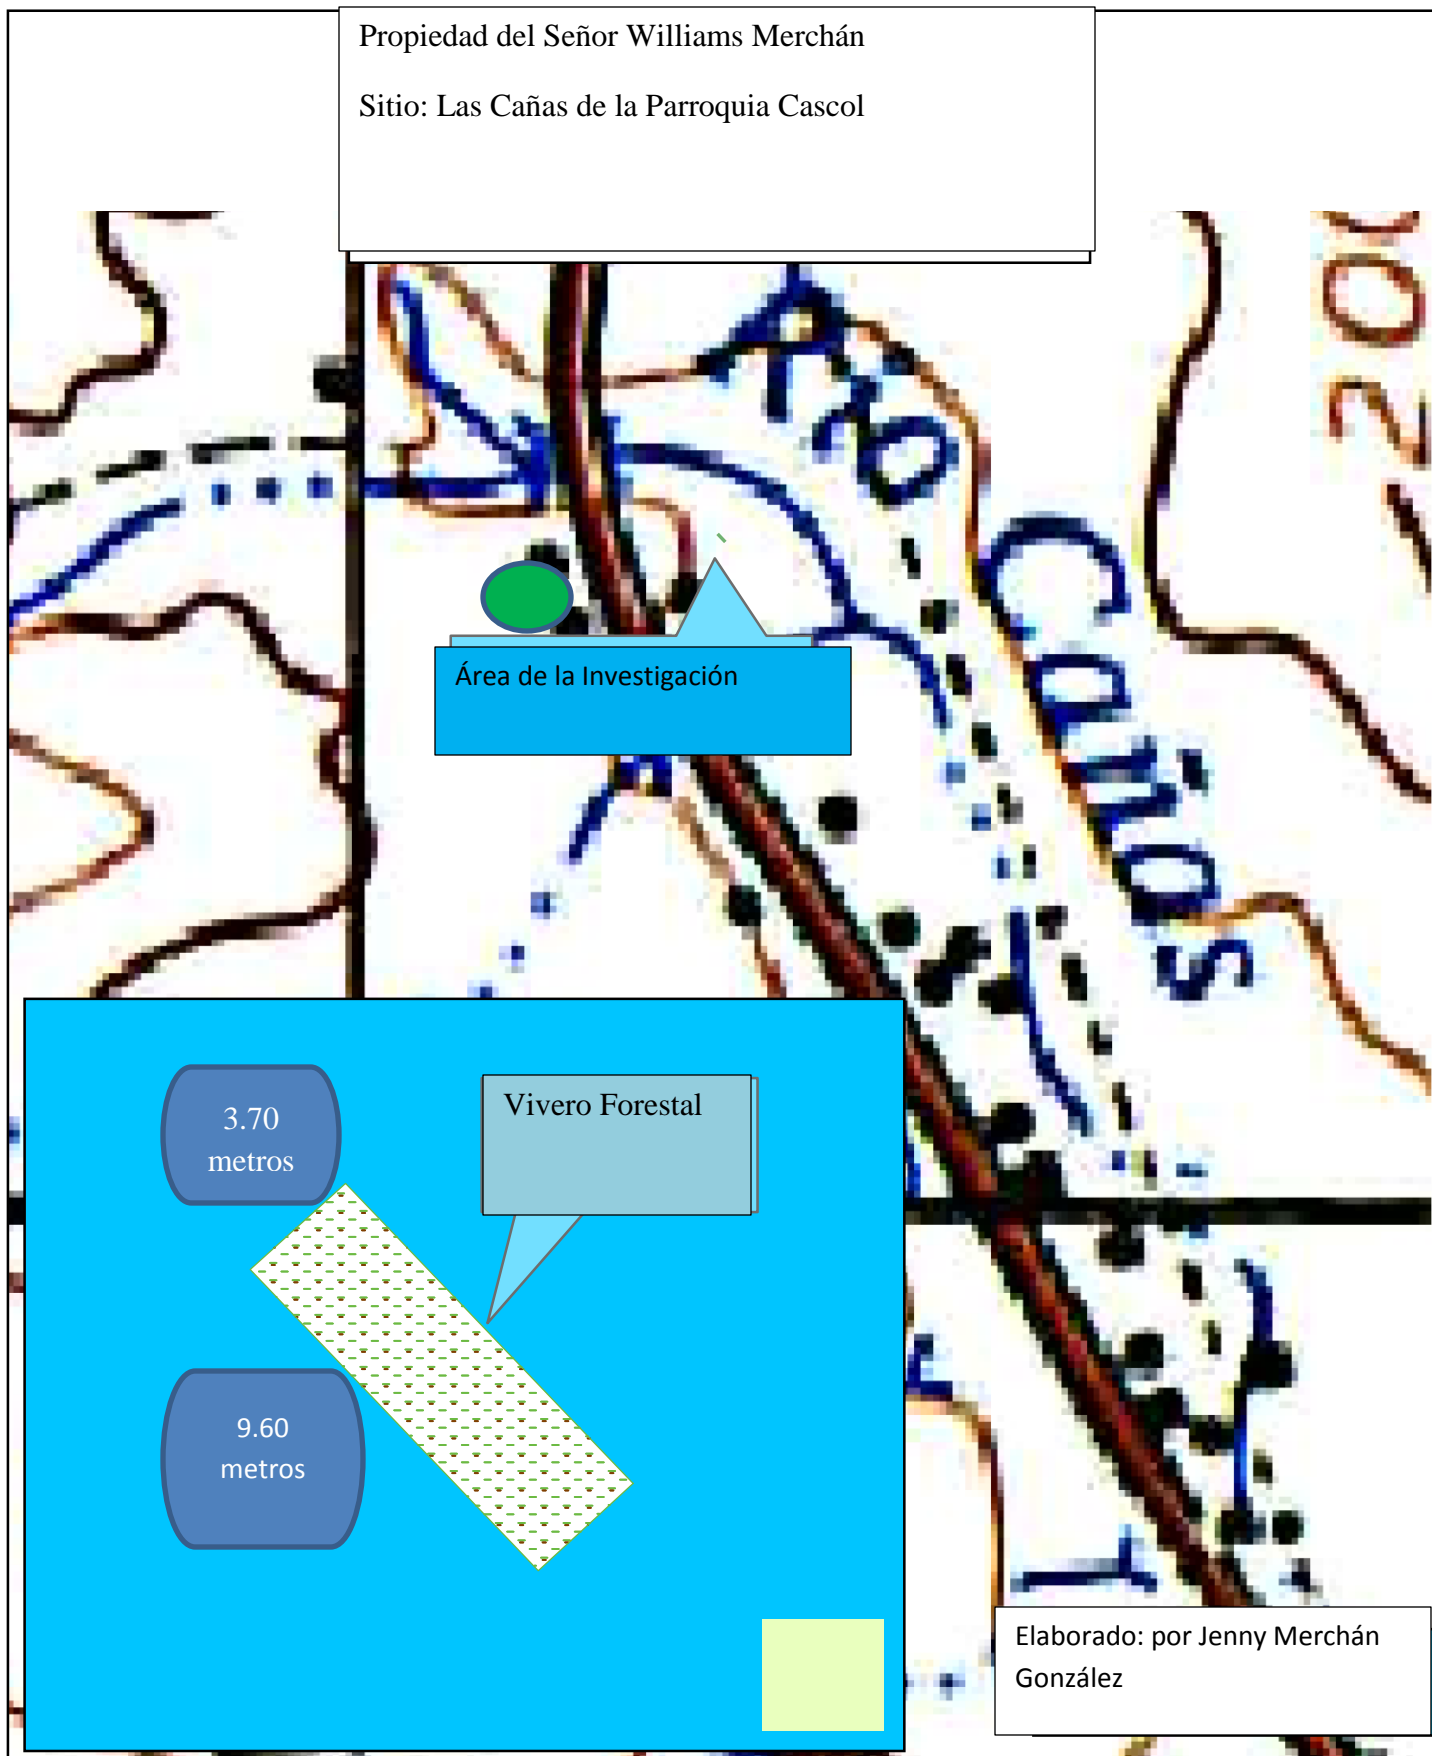 Propiedad del Señor Williams Merchán
Sitio: Las Cañas de la Parroquia Cascol
200
Río Cañas
Área de la Investigación
3.70
metros
Vivero Forestal
9.60
metros
Elaborado: por Jenny Merchán
González